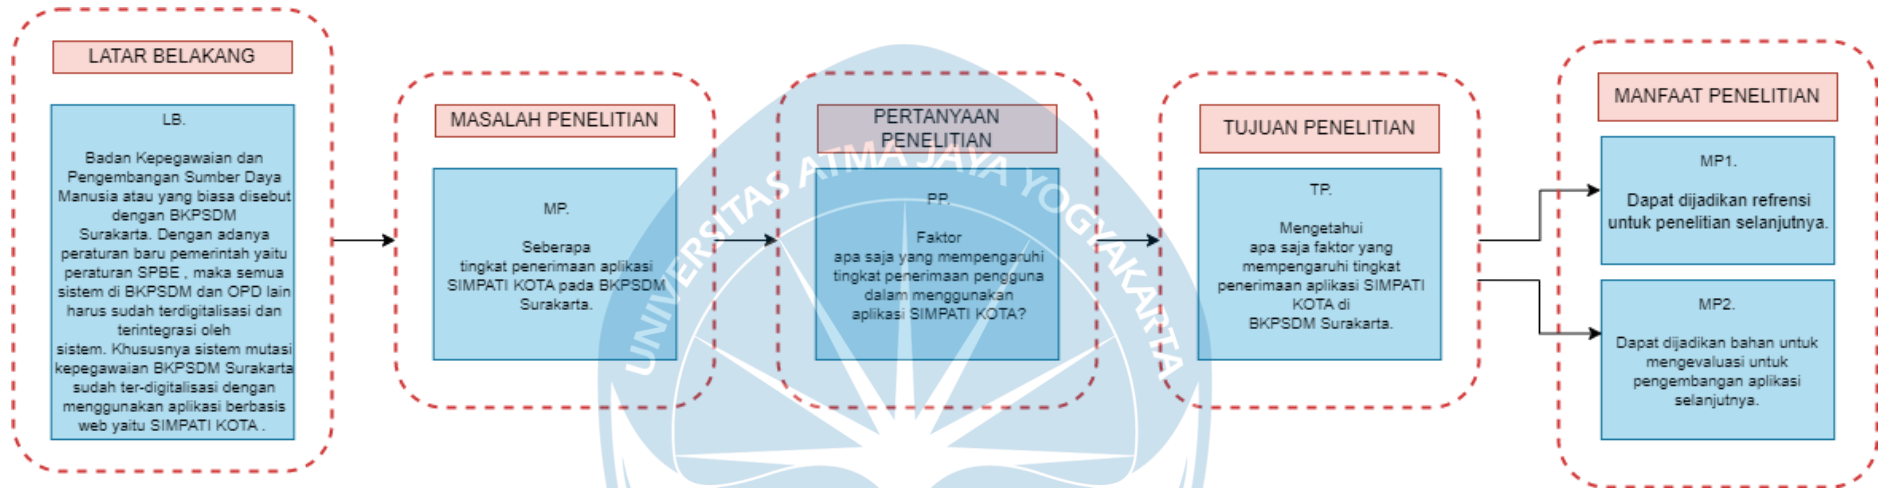 LATAR BELAKANG
LB.
Badan Kepegawaian dan
Pengembangan Sumber Daya
Manusia atau yang biasa disebut
dengan BKPSDM
Surakarta. Dengan adanya
peraturan baru pemerintah yaitu
peraturan SPBE , maka semua
sistem di BKPSDM dan OPD lain
harus sudah terdigitalisasi dan
terintegrasi oleh
sistem. Khususnya sistem mutasi
kepegawaian BKPSDM Surakarta
sudah ter-digitalisasi dengan
menggunakan aplikasi berbasis
web yaitu SIMPATI KOTA .
MASALAH PENELITIAN
MP.
Seberapa
tingkat penerimaan aplikasi
SIMPATI KOTA pada BKPSDM
Surakarta.
PERTANYAAN
PENELITIAN
PP.
Faktor
apa saja yang mempengaruhi
tingkat penerimaan pengguna
dalam menggunakan
aplikasi SIMPATI KOTA?
TUJUAN PENELITIAN
TP.
Mengetahui
apa saja faktor yang
mempengaruhi tingkat
penerimaan aplikasi SIMPATI
KOTA di
BKPSDM Surakarta.
MANFAAT PENELITIAN
MP1.
Dapat dijadikan refrensi
untuk penelitian selanjutnya.
MP2.
Dapat dijadikan bahan untuk
mengevaluasi untuk
pengembangan aplikasi
selanjutnya.
UNIVERSITAS ATMA JAYA YOGYAKARTA